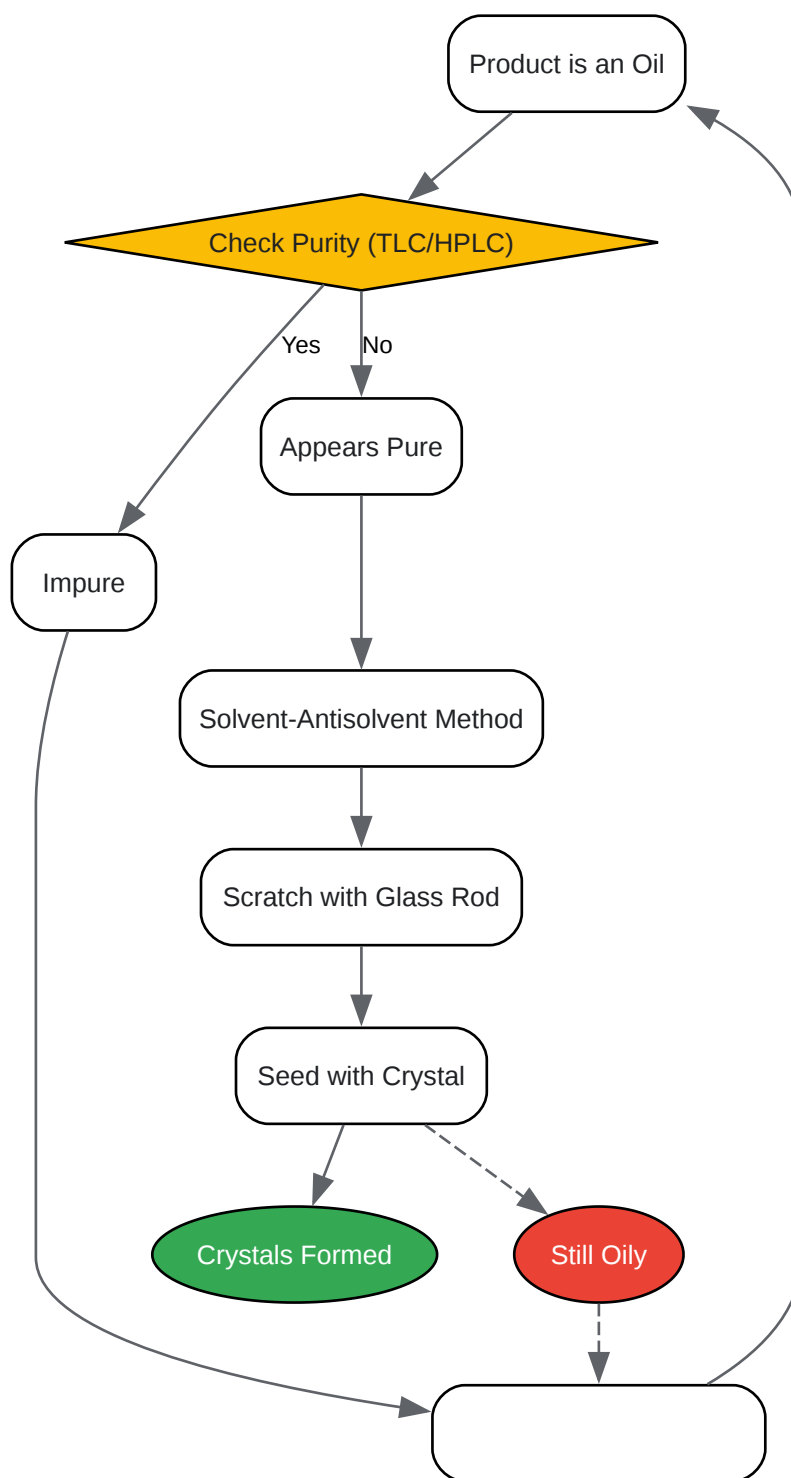 Product is an Oil
Check Purity (TLC/HPLC)
Yes
No
Appears Pure
Impure
Solvent-Antisolvent Method
Scratch with Glass Rod
Seed with Crystal
Crystals Formed
Still Oily